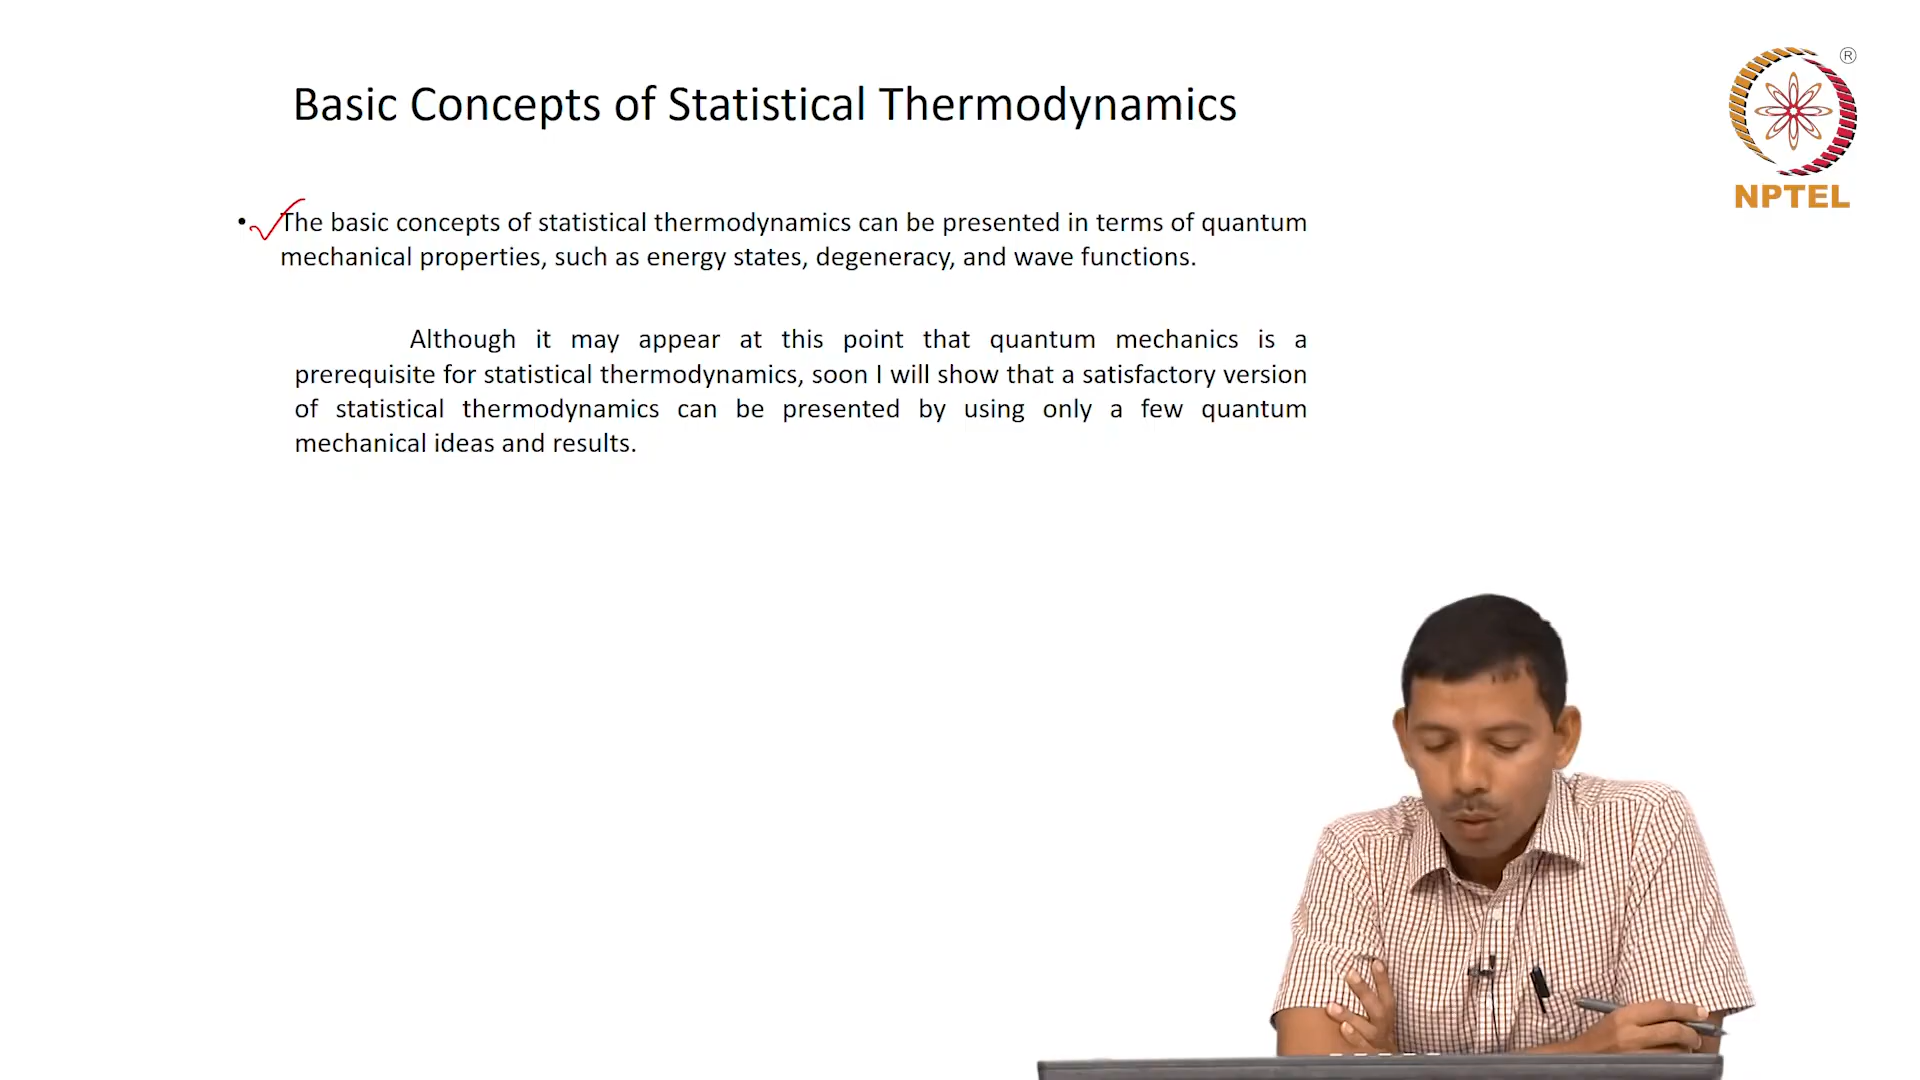 Basic Concepts of Statistical Thermodynamics
®
NPTEL
• The basic concepts of statistical thermodynamics can be presented in terms of quantum
mechanical properties, such as energy states, degeneracy, and wave functions.
Although it may appear at this point that quantum mechanics is a
prerequisite for statistical thermodynamics, soon I will show that a satisfactory version
of statistical thermodynamics can be presented by using only a few quantum
mechanical ideas and results.